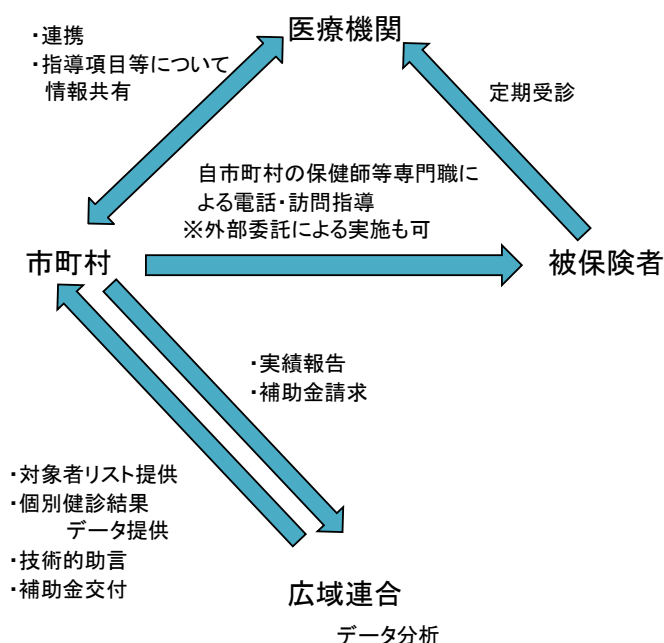 医療機関
・連携
・指導項目等について
情報共有
定期受診
自市町村の保健師等専門職に
よる電話・訪問指導
※外部委託による実施も可
市町村
被保険者
・実績報告
・補助金請求
・対象者リスト提供
・個別健診結果
データ提供
・技術的助言
・補助金交付
広域連合
データ分析